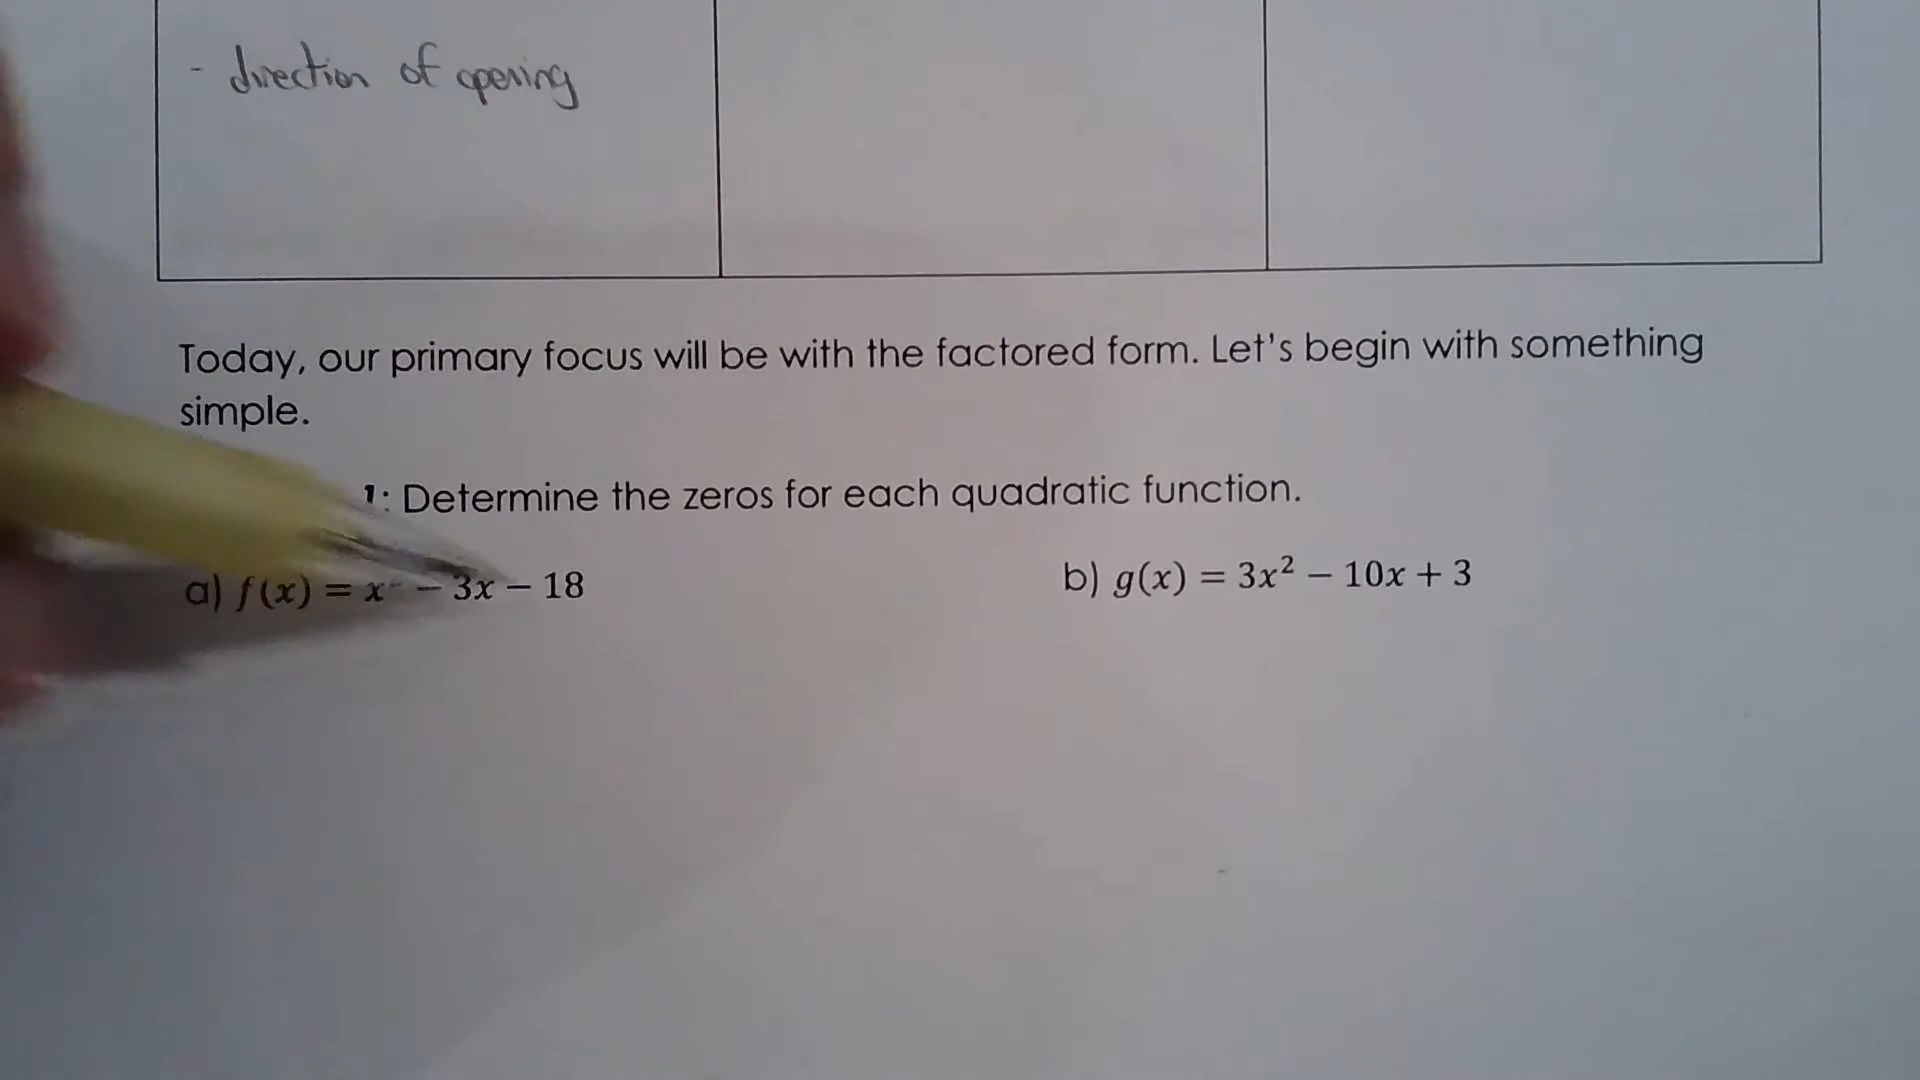 - direction of opening
Today, our primary focus will be with the factored form. Let's begin with something
simple.
1: Determine the zeros for each quadratic function.
a) f(x) = x² − 3x − 18
b) g(x) = 3x² − 10x + 3